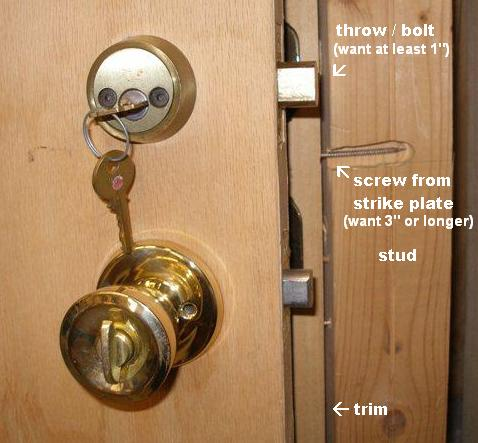 throw / bolt
(want at least 1")
screw from
strike plate
(want 3" or longer)
stud
trim